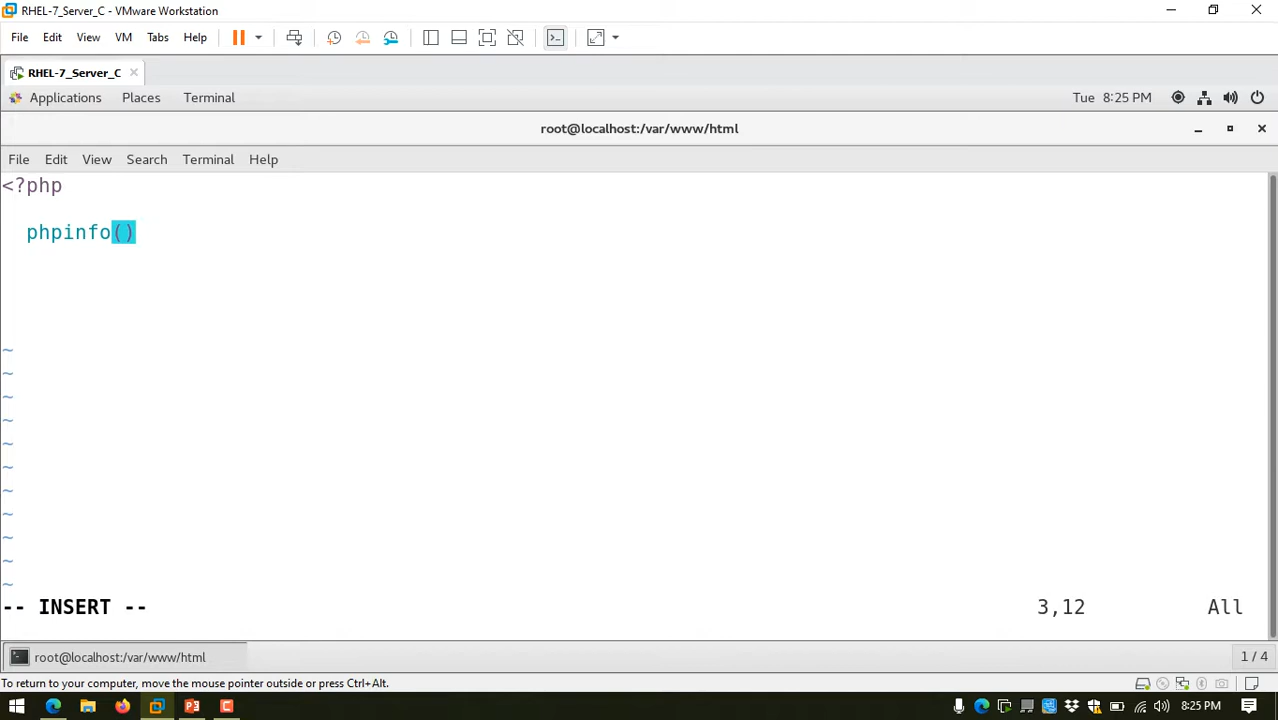 RHEL-7_Server_C - VMware Workstation
File Edit View VM Tabs Help
RHEL-7_Server_C
Applications Places Terminal Tue 8:25 PM
root@localhost:/var/www/html
File Edit View Search Terminal Help
<?php
phpinfo()
~
~
~
~
~
~
~
~
~
~
~
-- INSERT -- 3,12 All
root@localhost:/var/www/html 1 / 4
To return to your computer, move the mouse pointer outside or press Ctrl+Alt.
8:25 PM